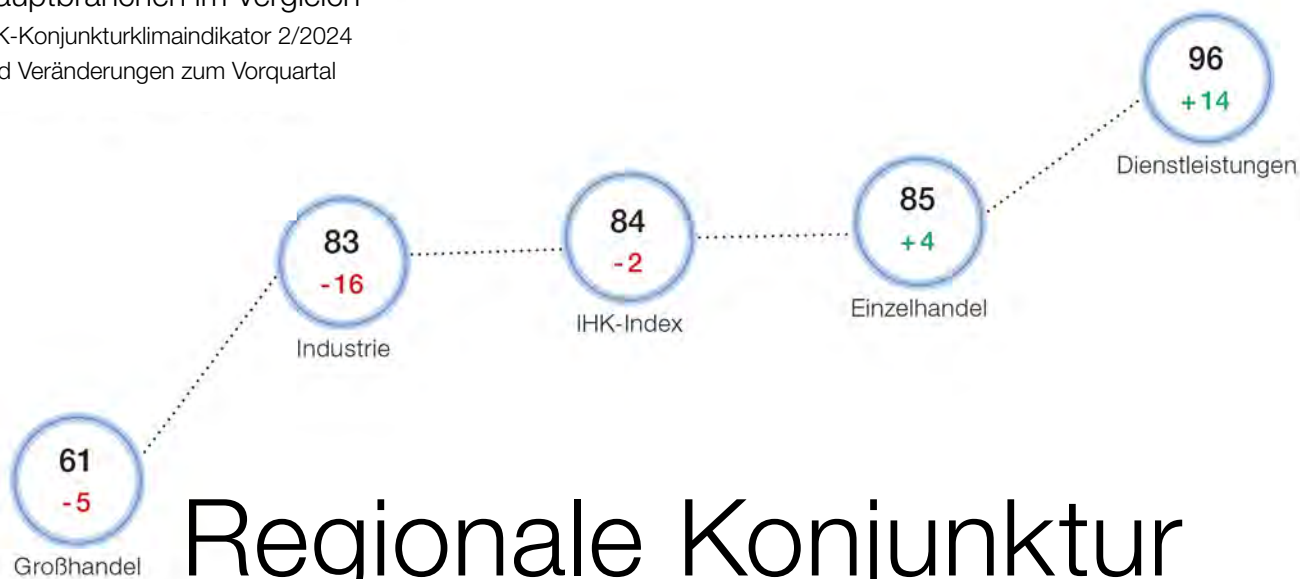 K-Konjunkturklimaindikator 2/2024
d Veränderungen zum Vorquartal
96
+14
Dienstleistungen
85
+4
Einzelhandel
84
-2
IHK-Index
83
-16
Industrie
61
-5
Großhandel
Regionale Konjunktur